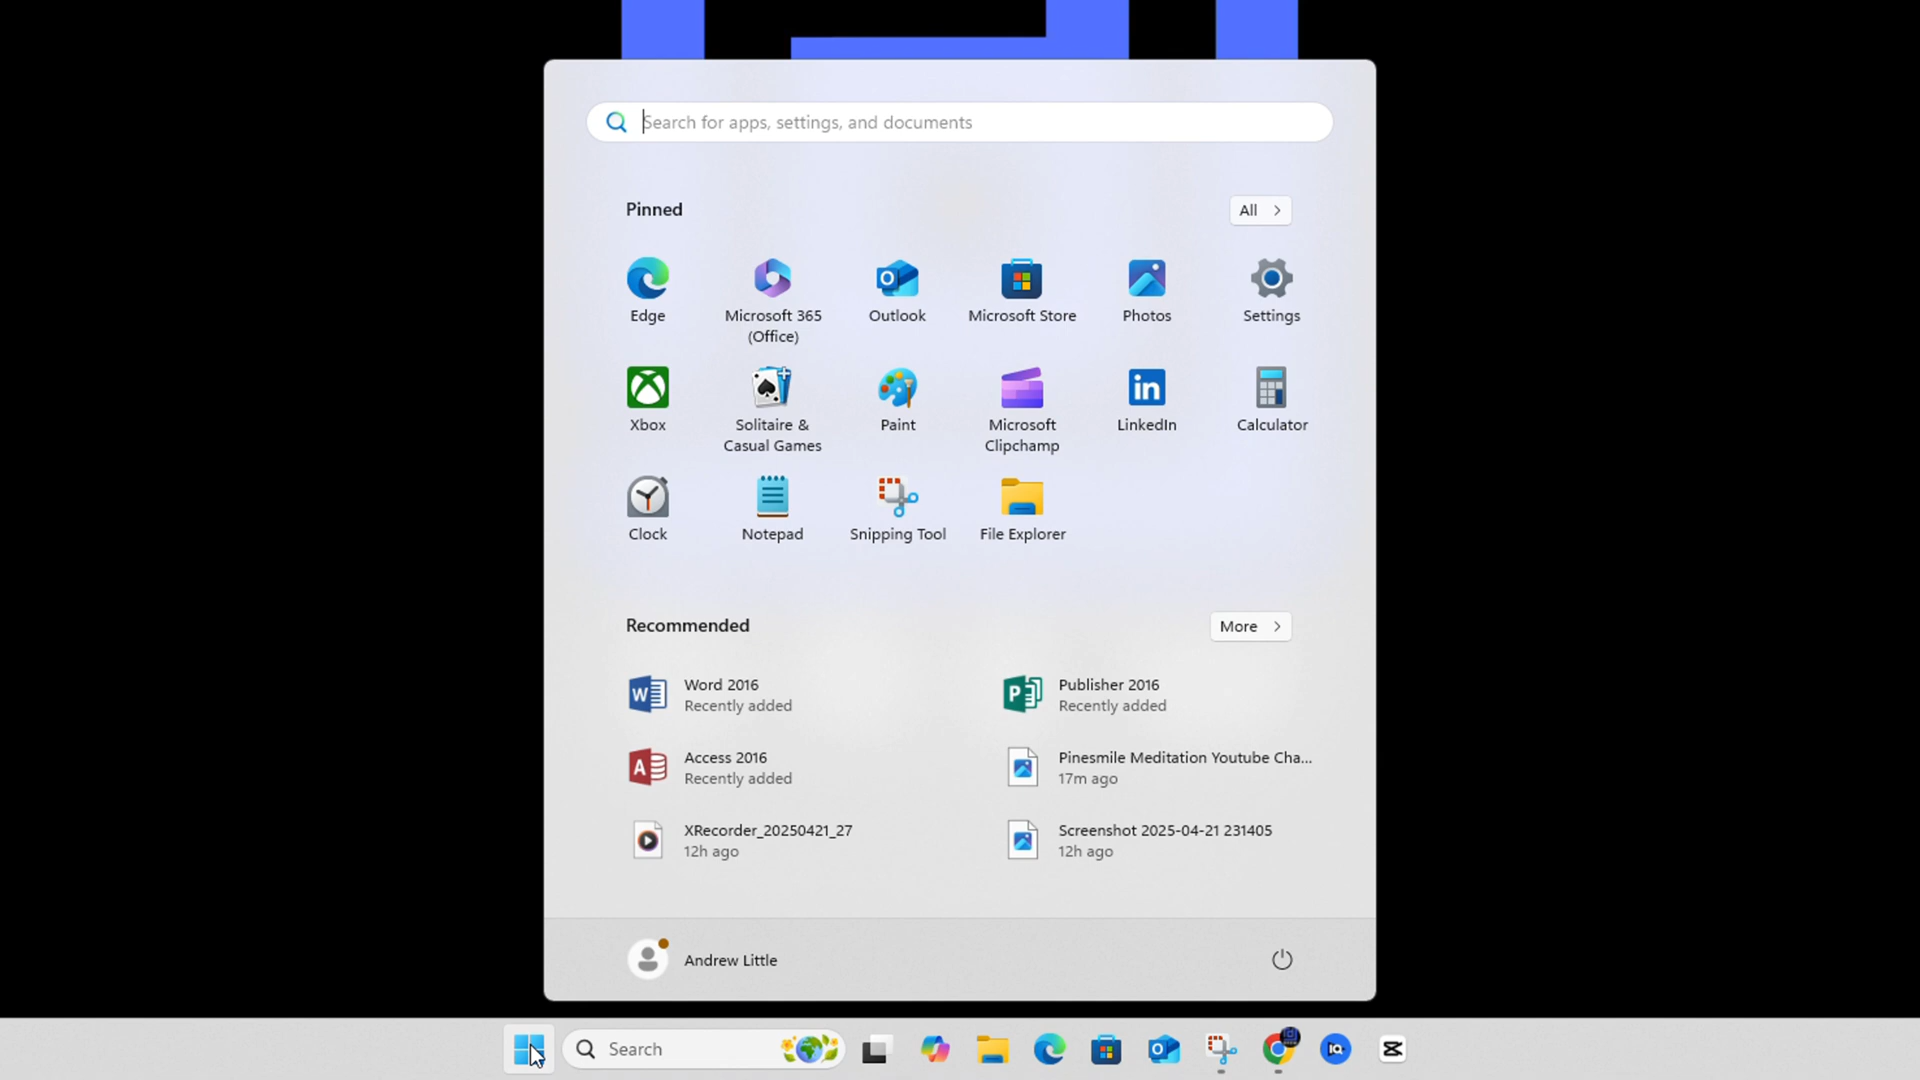 Search for apps, settings, and documents
Pinned
All
Edge
Microsoft 365
(Office)
Outlook
Microsoft Store
Photos
Settings
Xbox
Solitaire &
Casual Games
Paint
Microsoft
Clipchamp
LinkedIn
Calculator
Clock
Notepad
Snipping Tool
File Explorer
Recommended
More
Word 2016
Recently added
Publisher 2016
Recently added
Access 2016
Recently added
Pinesmile Meditation Youtube Cha...
17m ago
XRecorder_20250421_27
12h ago
Screenshot 2025-04-21 231405
12h ago
Andrew Little
Search